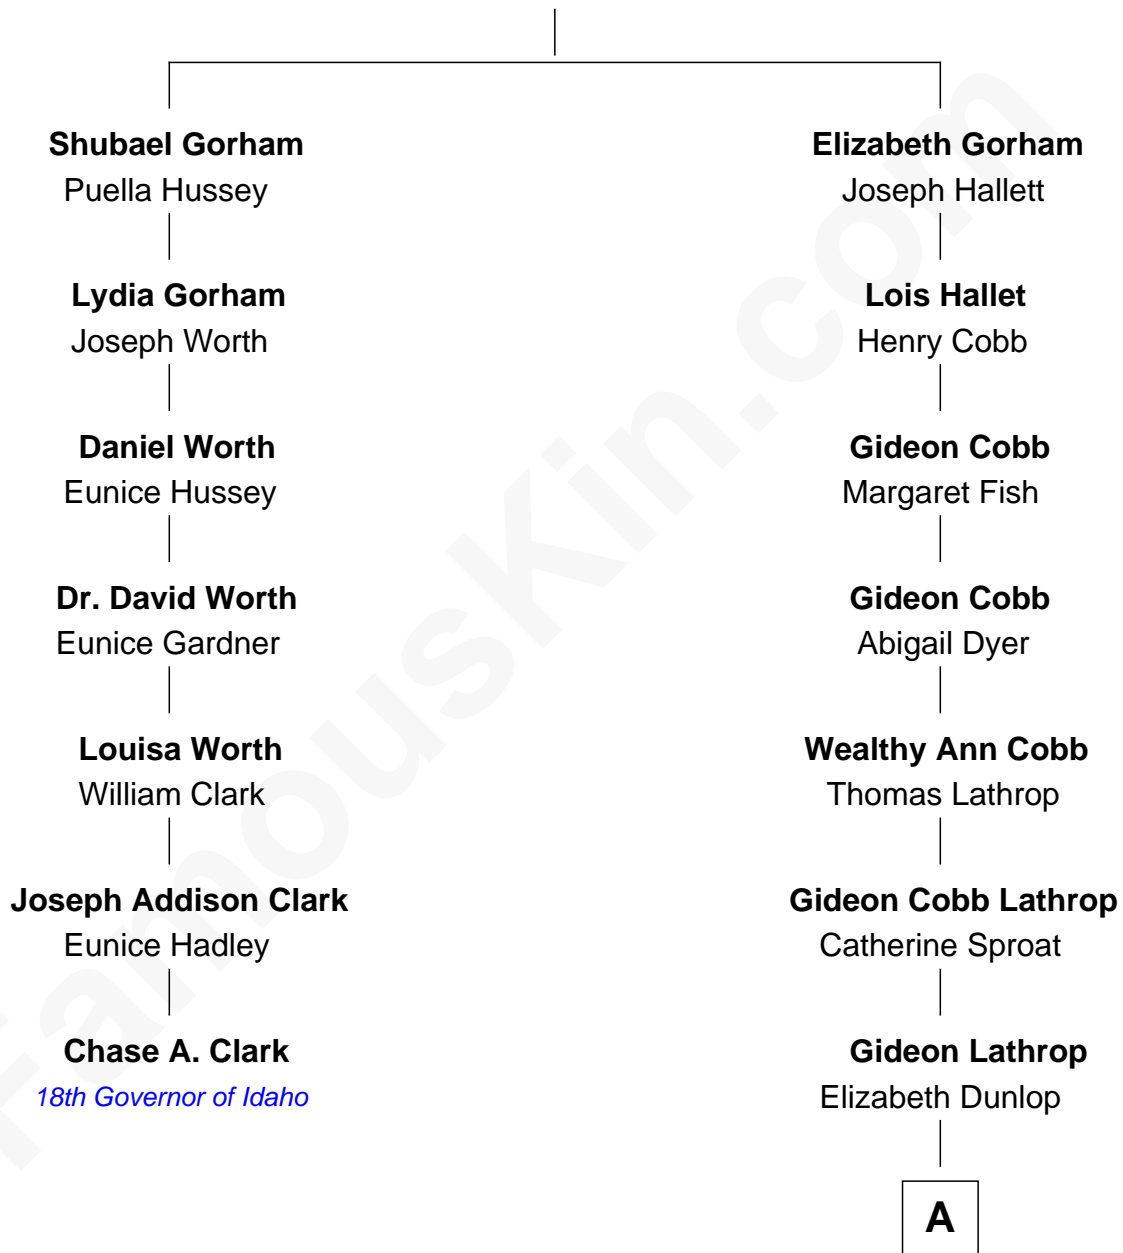 Shubael Gorham
Puella Hussey
Lydia Gorham
Joseph Worth
Daniel Worth
Eunice Hussey
Dr. David Worth
Eunice Gardner
Louisa Worth
William Clark
Joseph Addison Clark
Eunice Hadley
Chase A. Clark
18th Governor of Idaho
Elizabeth Gorham
Joseph Hallett
Lois Hallet
Henry Cobb
Gideon Cobb
Margaret Fish
Gideon Cobb
Abigail Dyer
Wealthy Ann Cobb
Thomas Lathrop
Gideon Cobb Lathrop
Catherine Sproat
Gideon Lathrop
Elizabeth Dunlop
A
FamousKin.com